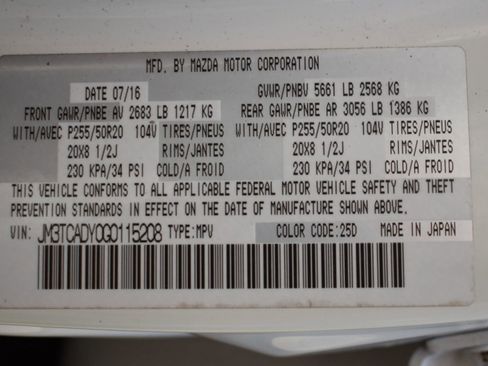 MFD. BY MAZDA MOTOR CORPORATION
DATE 07/16 GVWR/PNBV 5661 LB 2568 KG
FRONT GAWR/PNBE AV 2683 LB 1217 KG REAR GAWR/PNBE AR 3056 LB 1386 KG
WITH/AVEC P255/50R20 104V TIRES/PNEUS WITH/AVEC P255/50R20 104V TIRES/PNEUS
20X8 1/2J RIMS/JANTES 20X8 1/2J RIMS/JANTES
230 KPA/34 PSI COLD/A FROID 230 KPA/34 PSI COLD/A FROID
THIS VEHICLE CONFORMS TO ALL APPLICABLE FEDERAL MOTOR VEHICLE SAFETY AND THEFT
PREVENTION STANDARDS IN EFFECT ON THE DATE OF MANUFACTURE SHOWN ABOVE.
VIN: JM3TCADY0G0115208 TYPE:MPV COLOR CODE:25D MADE IN JAPAN